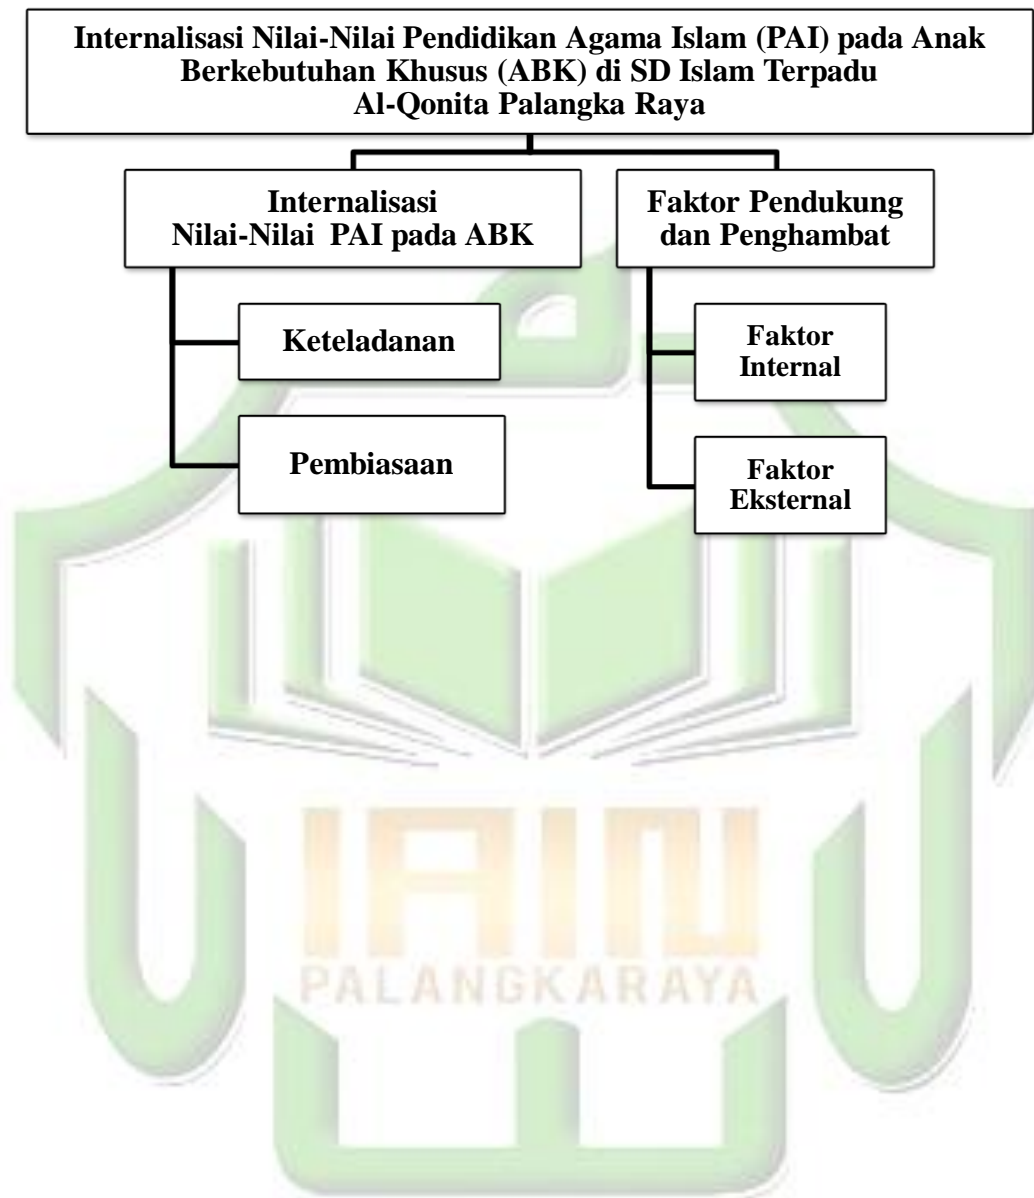 Internalisasi Nilai-Nilai Pendidikan Agama Islam (PAI) pada Anak
Berkebutuhan Khusus (ABK) di SD Islam Terpadu
Al-Qonita Palangka Raya
Internalisasi
Nilai-Nilai PAI pada ABK
Keteladanan
Pembiasaan
Faktor Pendukung
dan Penghambat
Faktor
Internal
Faktor
Eksternal
IAIN
PALANGKARAYA